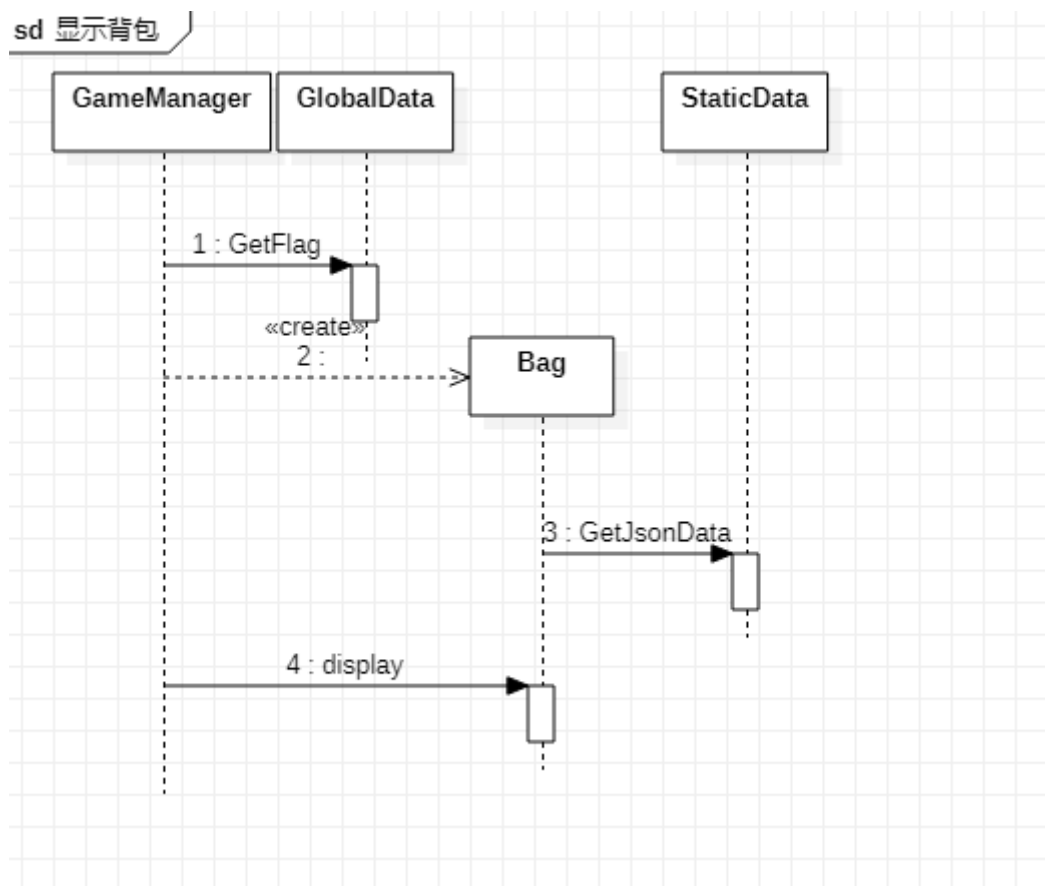 sd 显示背包
GameManager
GlobalData
StaticData
1 : GetFlag
«create»
2 :
Bag
3 : GetJsonData
4 : display